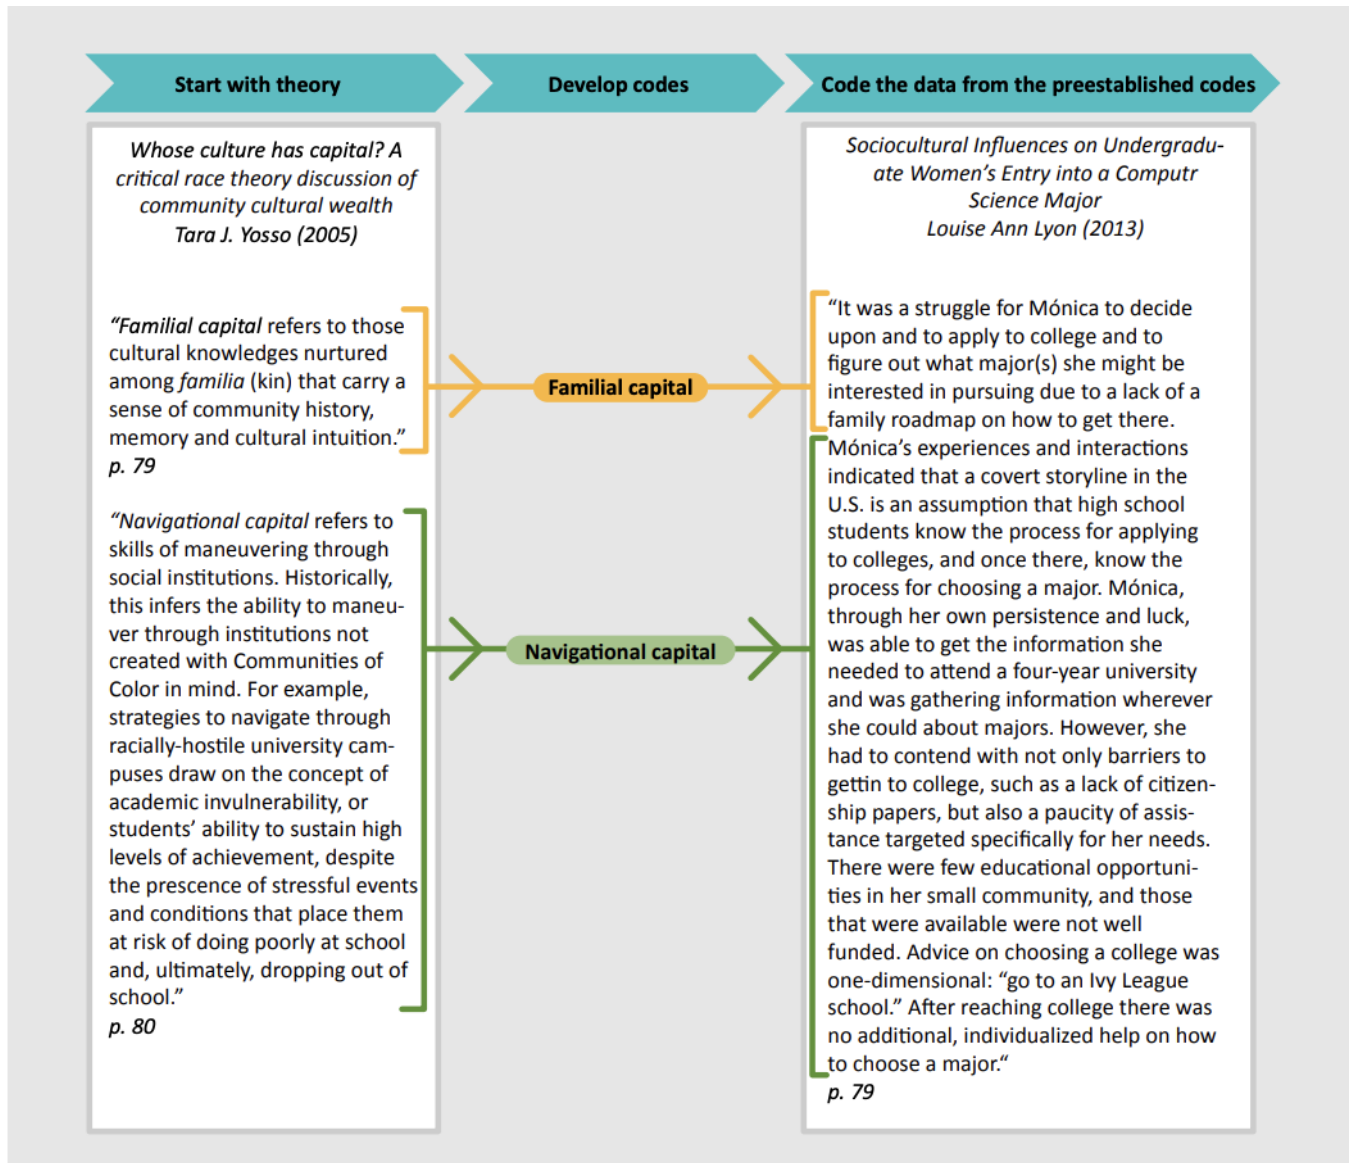 Start with theory
Develop codes
Code the data from the preestablished codes
Whose culture has capital? A
critical race theory discussion of
community cultural wealth
Tara J. Yosso (2005)
“Familial capital refers to those
cultural knowledges nurtured
among familia (kin) that carry a
sense of community history,
memory and cultural intuition.”
p. 79
“Navigational capital refers to
skills of maneuvering through
social institutions. Historically,
this infers the ability to maneu-
ver through institutions not
created with Communities of
Color in mind. For example,
strategies to navigate through
racially-hostile university cam-
puses draw on the concept of
academic invulnerability, or
students’ ability to sustain high
levels of achievement, despite
the prescence of stressful events
and conditions that place them
at risk of doing poorly at school
and, ultimately, dropping out of
school.”
p. 80
Familial capital
Navigational capital
Sociocultural Influences on Undergradu-
ate Women’s Entry into a Computr
Science Major
Louise Ann Lyon (2013)
“It was a struggle for Mónica to decide
upon and to apply to college and to
figure out what major(s) she might be
interested in pursuing due to a lack of a
family roadmap on how to get there.
Mónica’s experiences and interactions
indicated that a covert storyline in the
U.S. is an assumption that high school
students know the process for applying
to colleges, and once there, know the
process for choosing a major. Mónica,
through her own persistence and luck,
was able to get the information she
needed to attend a four-year university
and was gathering information wherever
she could about majors. However, she
had to contend with not only barriers to
gettin to college, such as a lack of citizen-
ship papers, but also a paucity of assis-
tance targeted specifically for her needs.
There were few educational opportuni-
ties in her small community, and those
that were available were not well
funded. Advice on choosing a college was
one-dimensional: “go to an Ivy League
school.” After reaching college there was
no additional, individualized help on how
to choose a major.“
p. 79